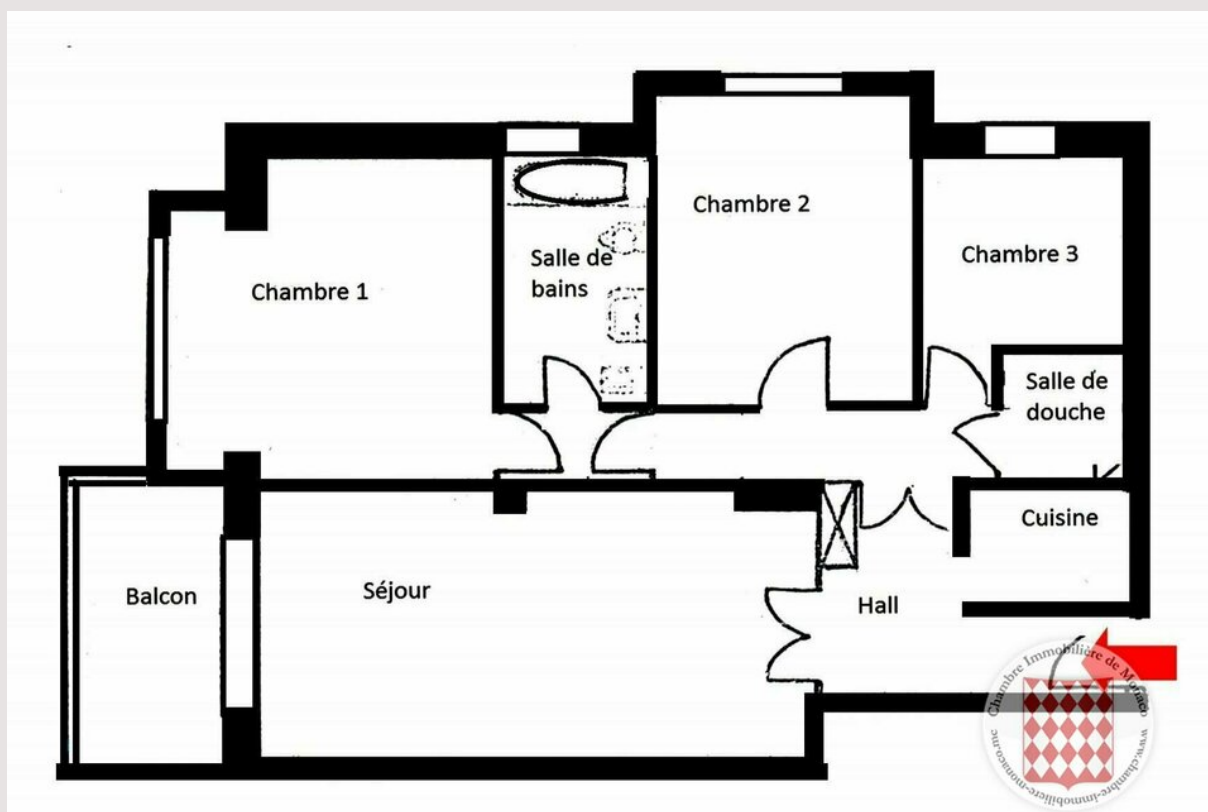 Chambre 2
Chambre 3
Salle de
bains
Chambre 1
Salle de
douche
Cuisine
Séjour
Balcon
Hall
Chambre Immobilière de Monaco
www.chambre-immobiliere-monaco.mc